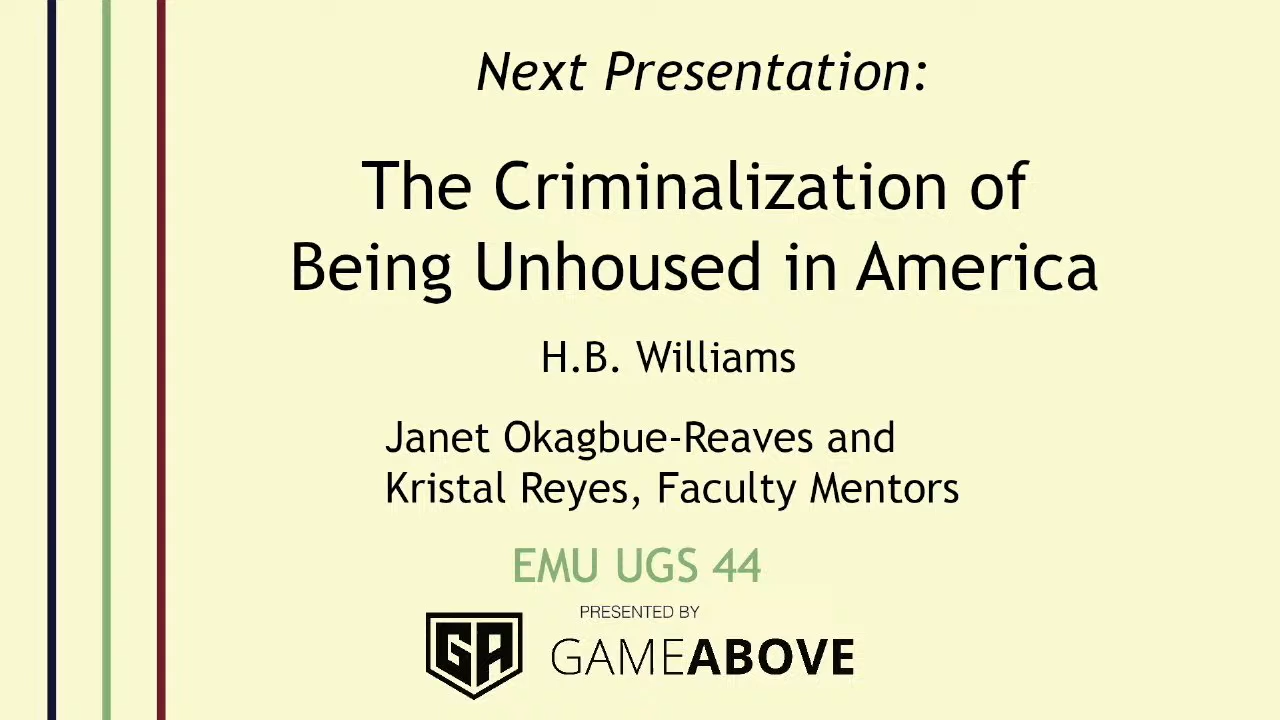 Next Presentation:
The Criminalization of
Being Unhoused in America
H.B. Williams
Janet Okagbue-Reaves and
Kristal Reyes, Faculty Mentors
EMU UGS 44
PRESENTED BY
GA GAMEABOVE